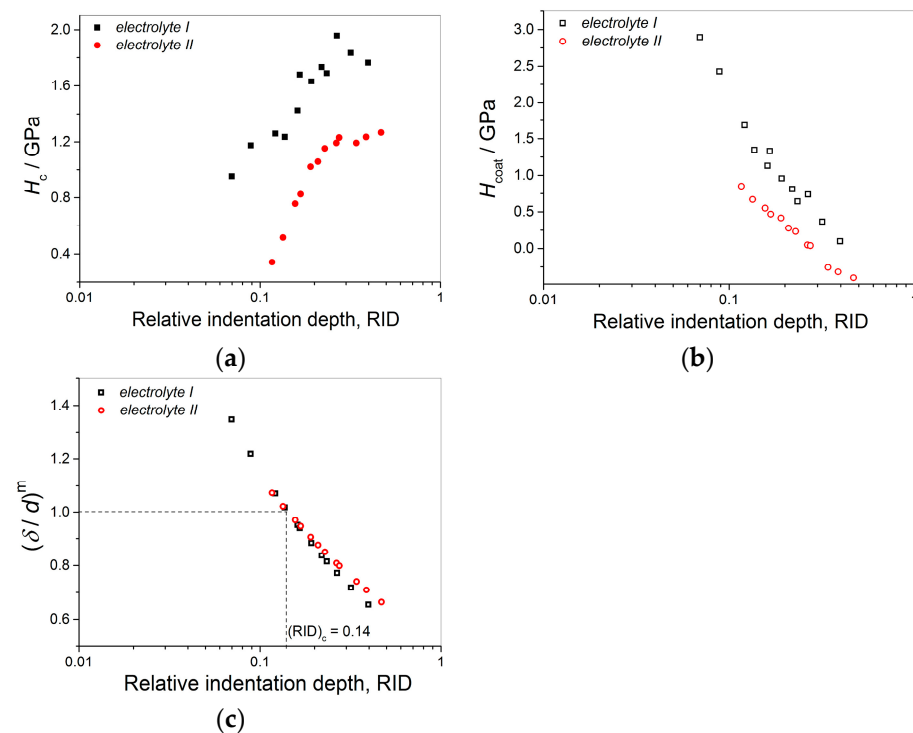 electrolyte I
electrolyte II
2.0
1.6
1.2
0.8
0.4
Hc / GPa
0.01
0.1
1
Relative indentation depth, RID
(a)
electrolyte I
electrolyte II
3.0
2.5
2.0
1.5
1.0
0.5
0.0
Hcoat / GPa
0.01
0.1
1
Relative indentation depth, RID
(b)
electrolyte I
electrolyte II
1.4
1.2
1.0
0.8
0.6
(δ / d)^m
(RID)c = 0.14
0.01
0.1
1
Relative indentation depth, RID
(c)